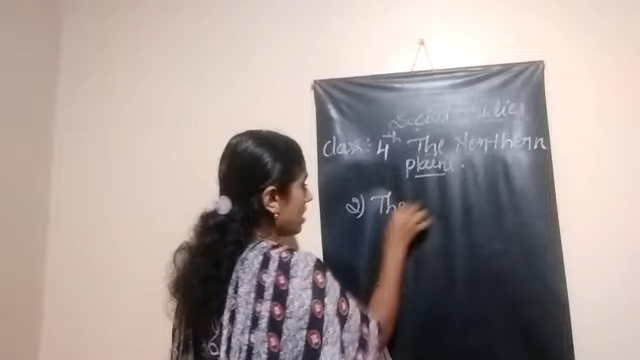 Social Studies
Class:- 4th The Northern
plains.
2) The